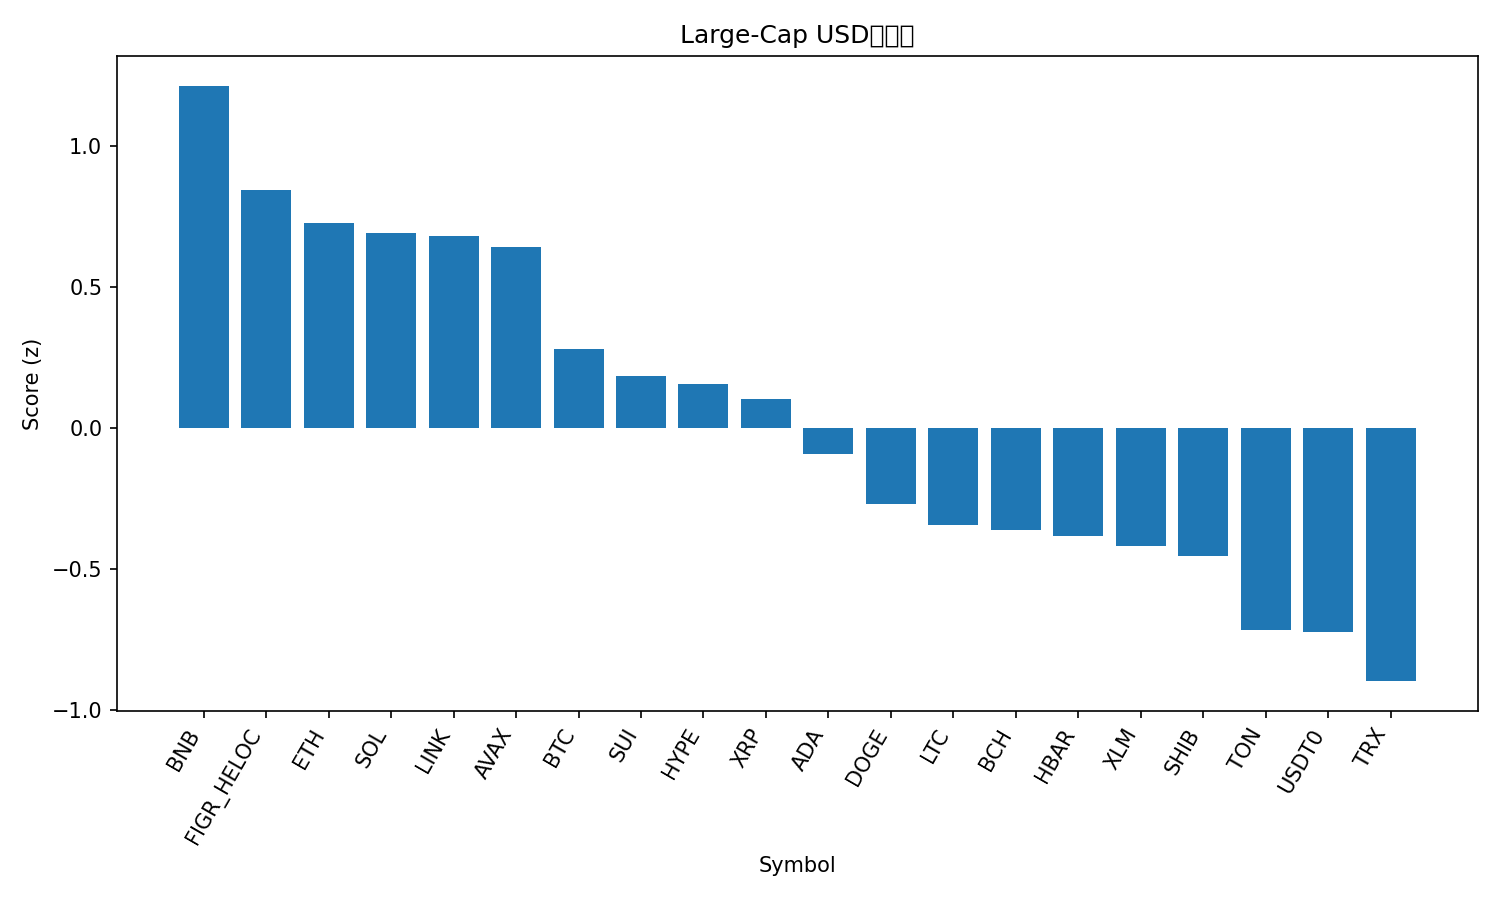 Large-Cap USD
Score (z)
1.0
0.5
0.0
−0.5
−1.0
BNB
FIGR_HELOC
ETH
SOL
LINK
AVAX
BTC
SUI
HYPE
XRP
ADA
DOGE
LTC
BCH
HBAR
XLM
SHIB
TON
USDT0
TRX
Symbol